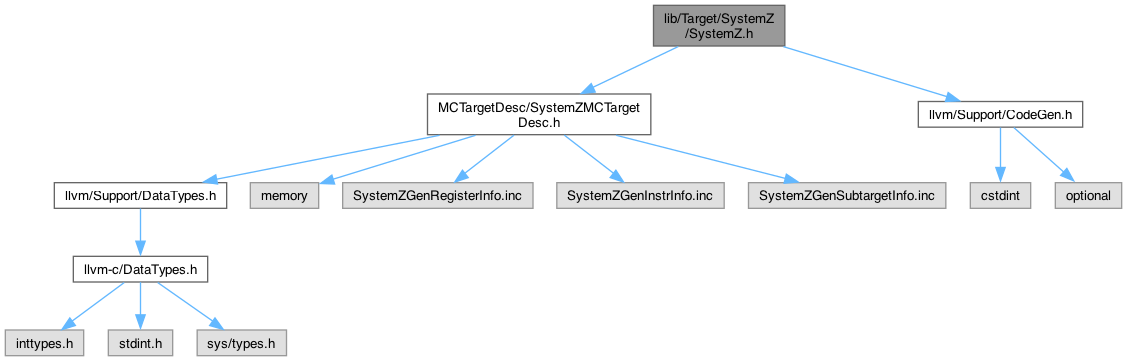 lib/Target/SystemZ
/SystemZ.h
MCTargetDesc/SystemZMCTarget
Desc.h
llvm/Support/CodeGen.h
llvm/Support/DataTypes.h
memory
SystemZGenRegisterInfo.inc
SystemZGenInstrInfo.inc
SystemZGenSubtargetInfo.inc
cstdint
optional
llvm-c/DataTypes.h
inttypes.h
stdint.h
sys/types.h